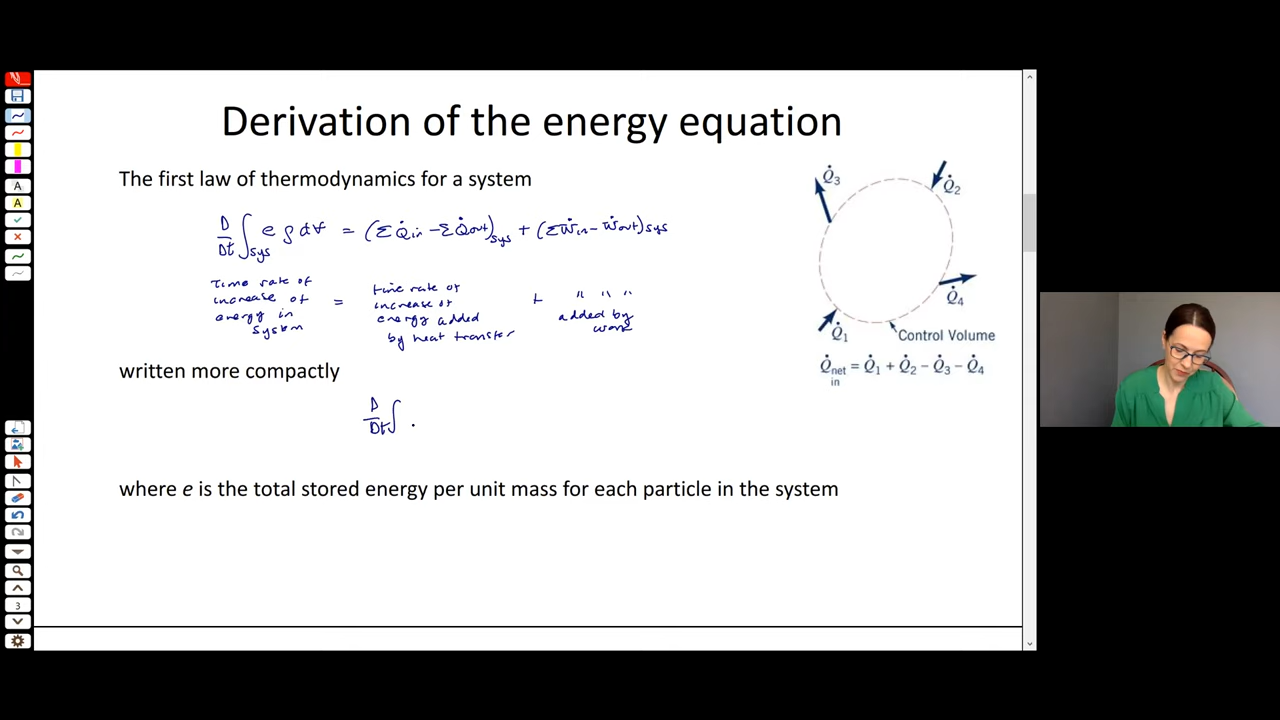 Derivation of the energy equation
The first law of thermodynamics for a system
D/Dt ∫sys e ρ dV̶ = (Σ Q̇in − Σ Q̇out)sys + (Σ Ẇin − Ẇout)sys
Time rate of increase of energy in system = time rate of increase of energy added by heat transfer + " " " added by work
written more compactly
D/Dt ∫
where e is the total stored energy per unit mass for each particle in the system
Q̇3
Q̇2
Q̇4
Q̇1
Control Volume
Q̇net in = Q̇1 + Q̇2 − Q̇3 − Q̇4
A
A
3